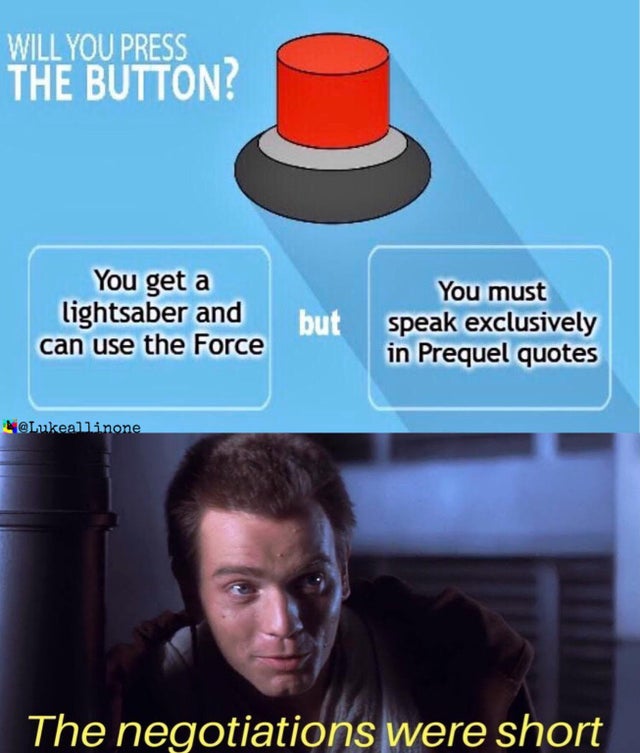 WILL YOU PRESS
THE BUTTON?
You get a
lightsaber and
can use the Force
but
You must
speak exclusively
in Prequel quotes
@Lukeallinone
The negotiations were short